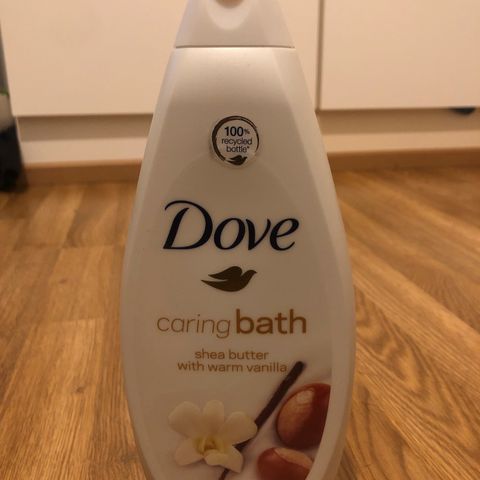 100%
recycled
bottle*
Dove
caring bath
shea butter
with warm vanilla